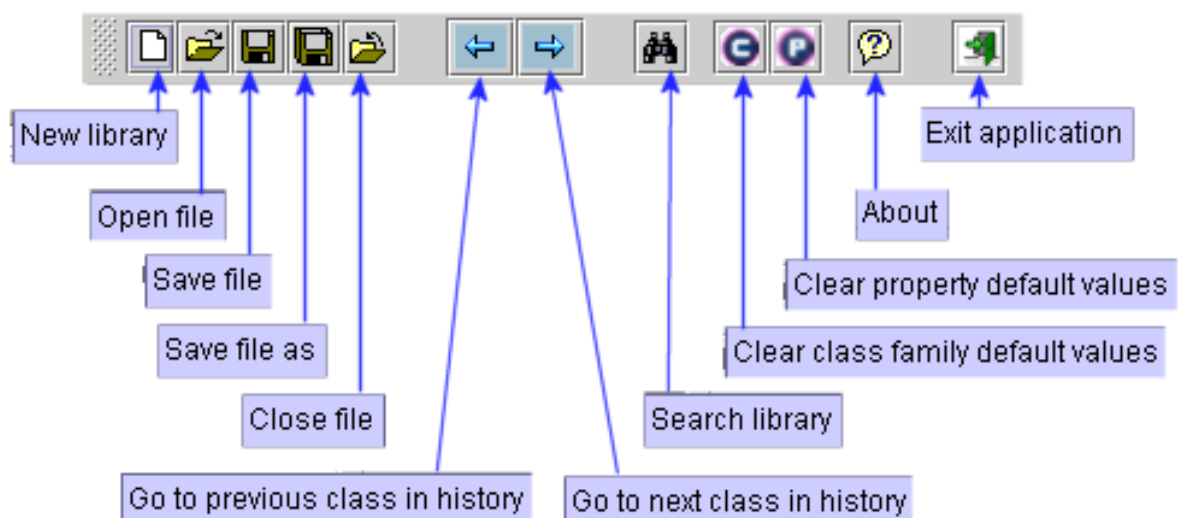 C P ?
New library
Exit application
Open file
About
Save file
Clear property default values
Save file as
Clear class family default values
Close file
Search library
Go to previous class in history
Go to next class in history